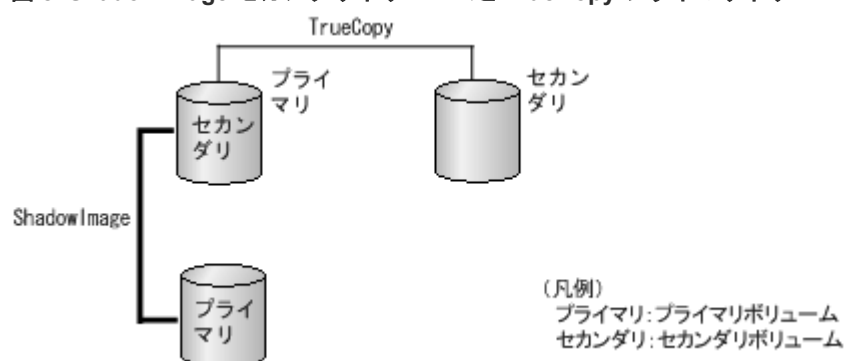 TrueCopy
プライ
マリ
セカン
ダリ
セカン
ダリ
ShadowImage
プライ
マリ
(凡例)
プライマリ:プライマリボリューム
セカンダリ:セカンダリボリューム